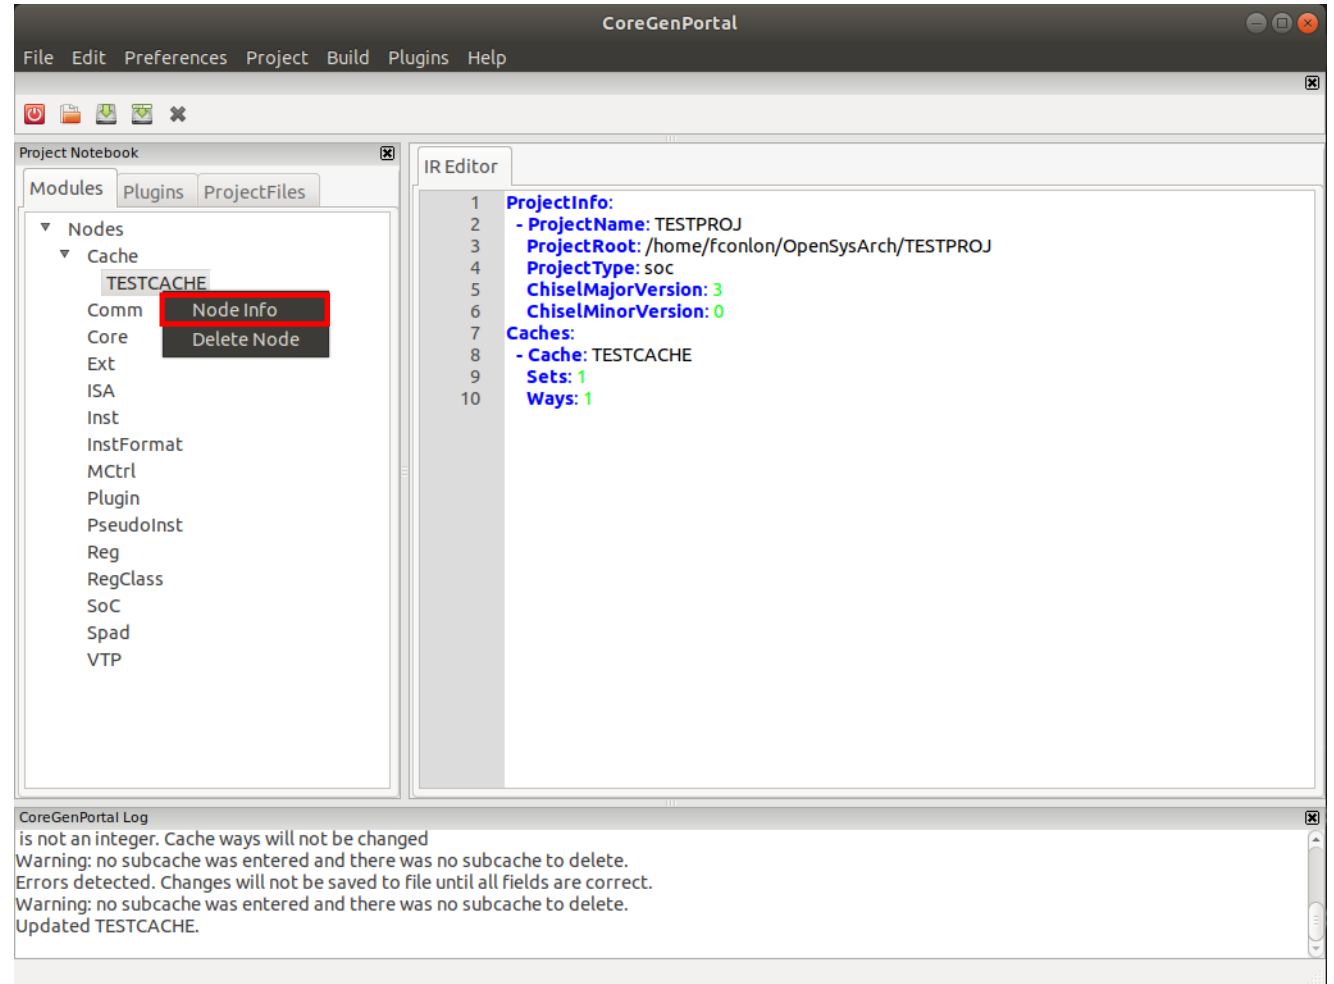 CoreGenPortal
File Edit Preferences Project Build Plugins Help
Project Notebook
Modules Plugins ProjectFiles
Nodes
Cache
TESTCACHE
Node Info
Delete Node
Comm
Core
Ext
ISA
Inst
InstFormat
MCtrl
Plugin
PseudoInst
Reg
RegClass
SoC
Spad
VTP
IR Editor
1 ProjectInfo:
2 - ProjectName: TESTPROJ
3 ProjectRoot: /home/fconlon/OpenSysArch/TESTPROJ
4 ProjectType: soc
5 ChiselMajorVersion: 3
6 ChiselMinorVersion: 0
7 Caches:
8 - Cache: TESTCACHE
9 Sets: 1
10 Ways: 1
CoreGenPortal Log
is not an integer. Cache ways will not be changed
Warning: no subcache was entered and there was no subcache to delete.
Errors detected. Changes will not be saved to file until all fields are correct.
Warning: no subcache was entered and there was no subcache to delete.
Updated TESTCACHE.